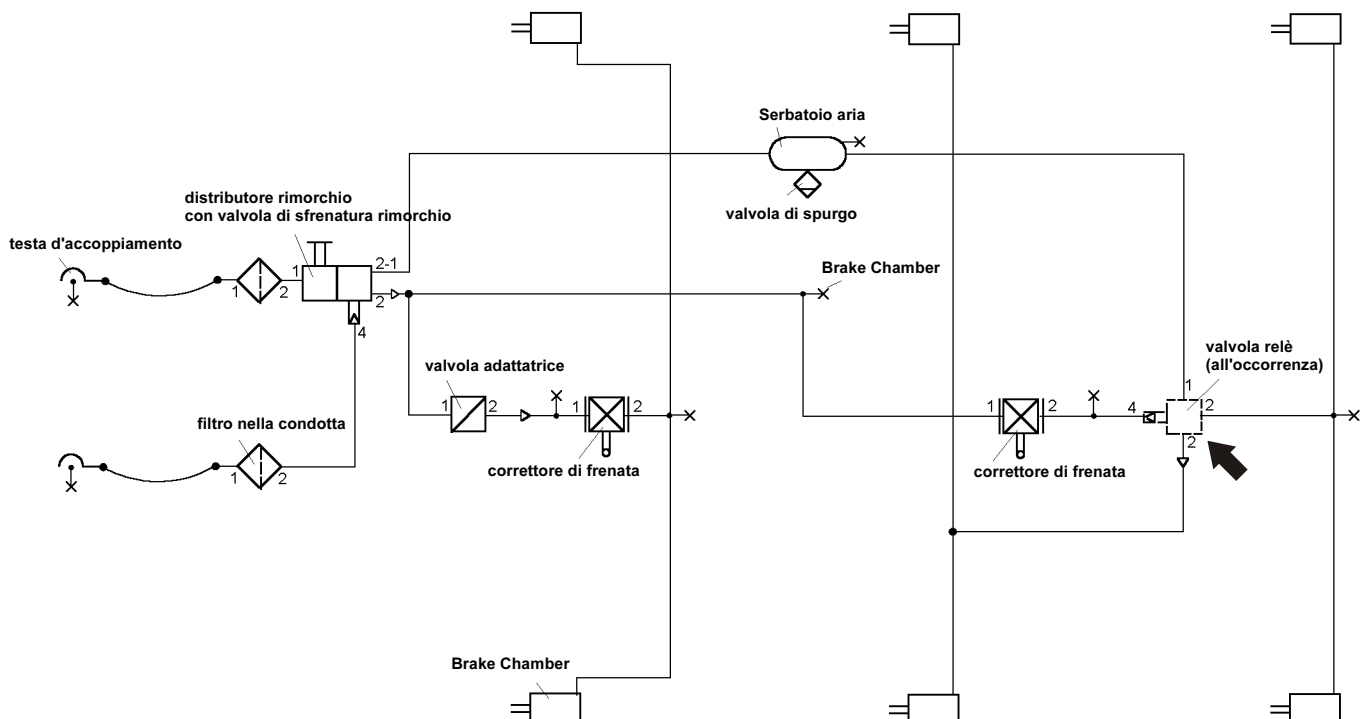 Serbatoio aria
valvola di spurgo
distributore rimorchio
con valvola di sfrenatura rimorchio
testa d'accoppiamento
1
2
1
2-1
2
4
Brake Chamber
valvola adattatrice
1
2
1
2
correttore di frenata
filtro nella condotta
1
2
valvola relè
(all'occorrenza)
1
2
4
1
2
2
correttore di frenata
Brake Chamber